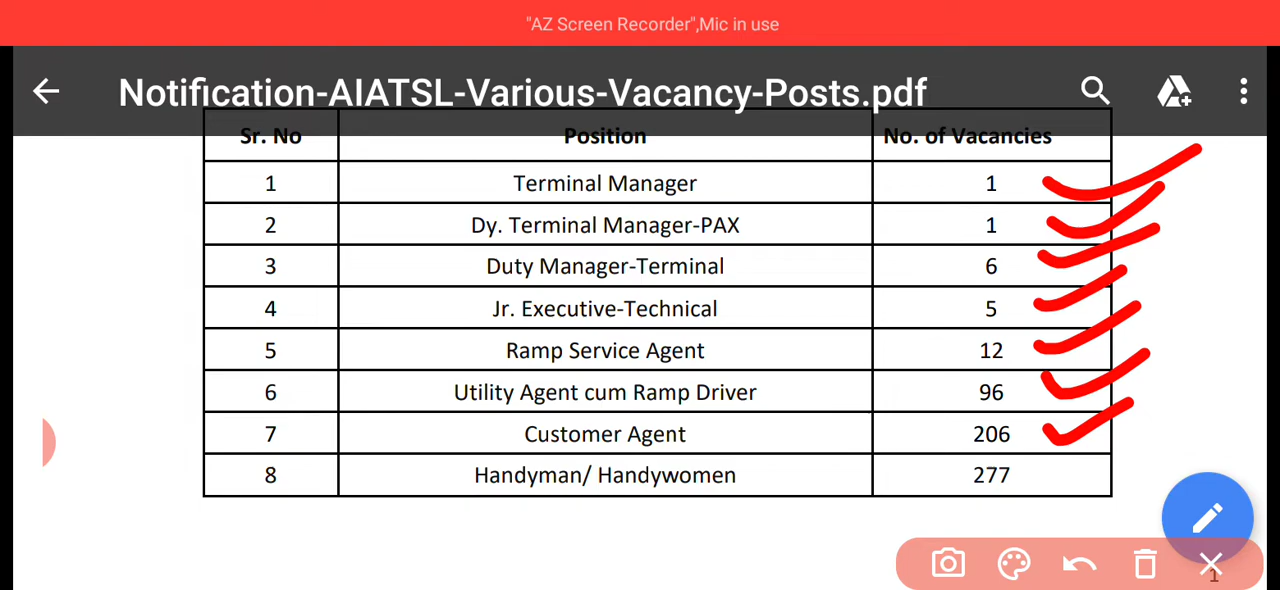 "AZ Screen Recorder",Mic in use
Notification-AIATSL-Various-Vacancy-Posts.pdf
Sr. No Position No. of Vacancies
1 Terminal Manager 1
2 Dy. Terminal Manager-PAX 1
3 Duty Manager-Terminal 6
4 Jr. Executive-Technical 5
5 Ramp Service Agent 12
6 Utility Agent cum Ramp Driver 96
7 Customer Agent 206
8 Handyman/ Handywomen 277
1